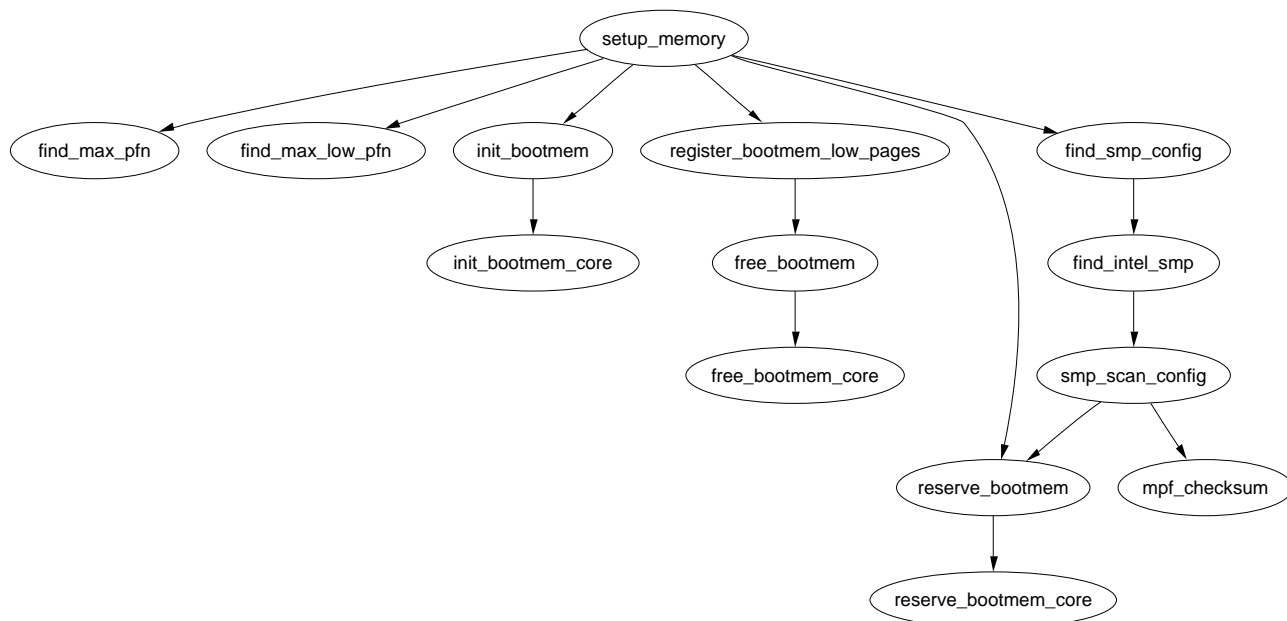 setup_memory
find_max_pfn
find_max_low_pfn
init_bootmem
register_bootmem_low_pages
find_smp_config
init_bootmem_core
free_bootmem
find_intel_smp
free_bootmem_core
smp_scan_config
reserve_bootmem
mpf_checksum
reserve_bootmem_core